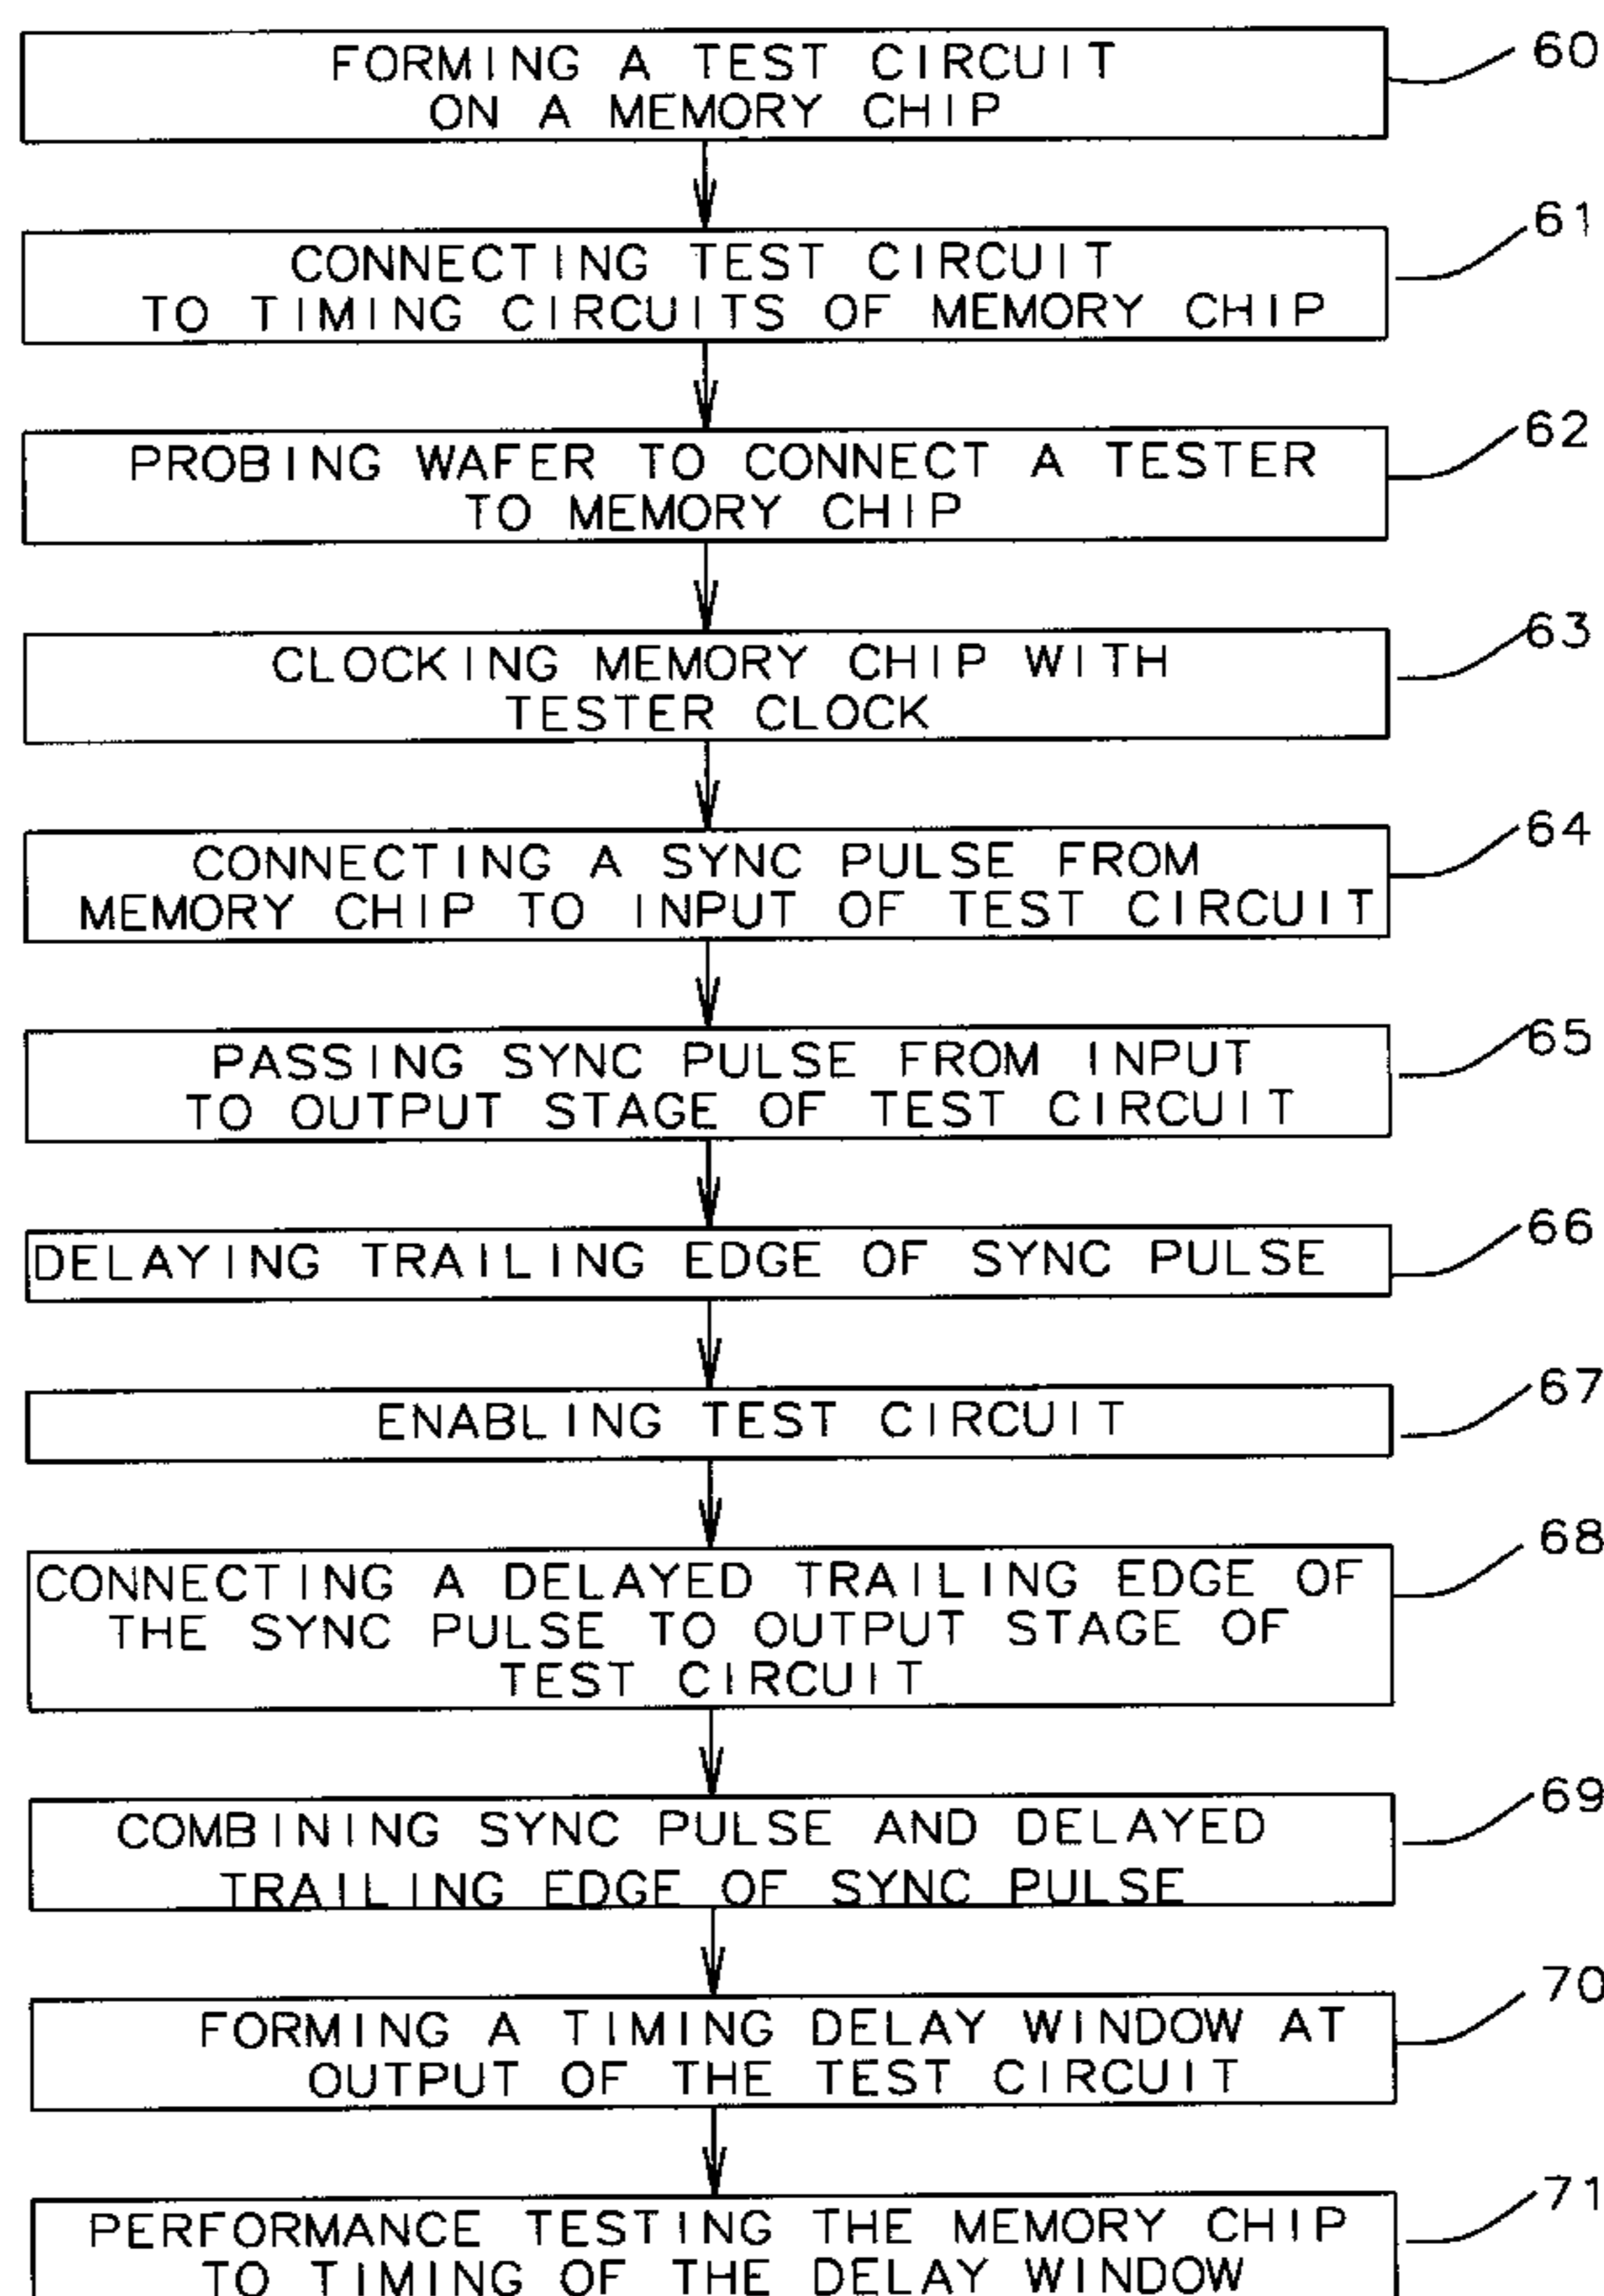 FORMING A TEST CIRCUIT
ON A MEMORY CHIP
60
CONNECTING TEST CIRCUIT
TO TIMING CIRCUITS OF MEMORY CHIP
61
PROBING WAFER TO CONNECT A TESTER
TO MEMORY CHIP
62
CLOCKING MEMORY CHIP WITH
TESTER CLOCK
63
CONNECTING A SYNC PULSE FROM
MEMORY CHIP TO INPUT OF TEST CIRCUIT
64
PASSING SYNC PULSE FROM INPUT
TO OUTPUT STAGE OF TEST CIRCUIT
65
DELAYING TRAILING EDGE OF SYNC PULSE
66
ENABLING TEST CIRCUIT
67
CONNECTING A DELAYED TRAILING EDGE OF
THE SYNC PULSE TO OUTPUT STAGE OF
TEST CIRCUIT
68
COMBINING SYNC PULSE AND DELAYED
TRAILING EDGE OF SYNC PULSE
69
FORMING A TIMING DELAY WINDOW AT
OUTPUT OF THE TEST CIRCUIT
70
PERFORMANCE TESTING THE MEMORY CHIP
TO TIMING OF THE DELAY WINDOW
71